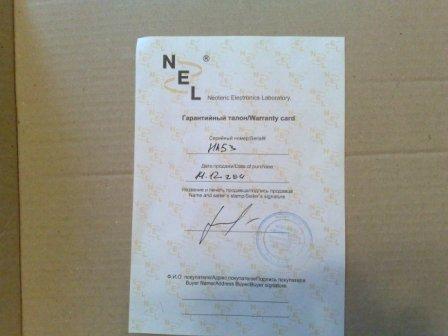 NEL®
Neoteric Electronics Laboratory.
Гарантийный талон/Warranty card
Серийный номер/Serial#
Дата продажи/Date of purchase
Название и печать продавца/подпись продавца
Name and saler's stamp/Seller's signature
Ф.И.О. покупателя/Адрес покупателя/Подпись покупателя
Buyer Name/Address Buyer/Buyer signature